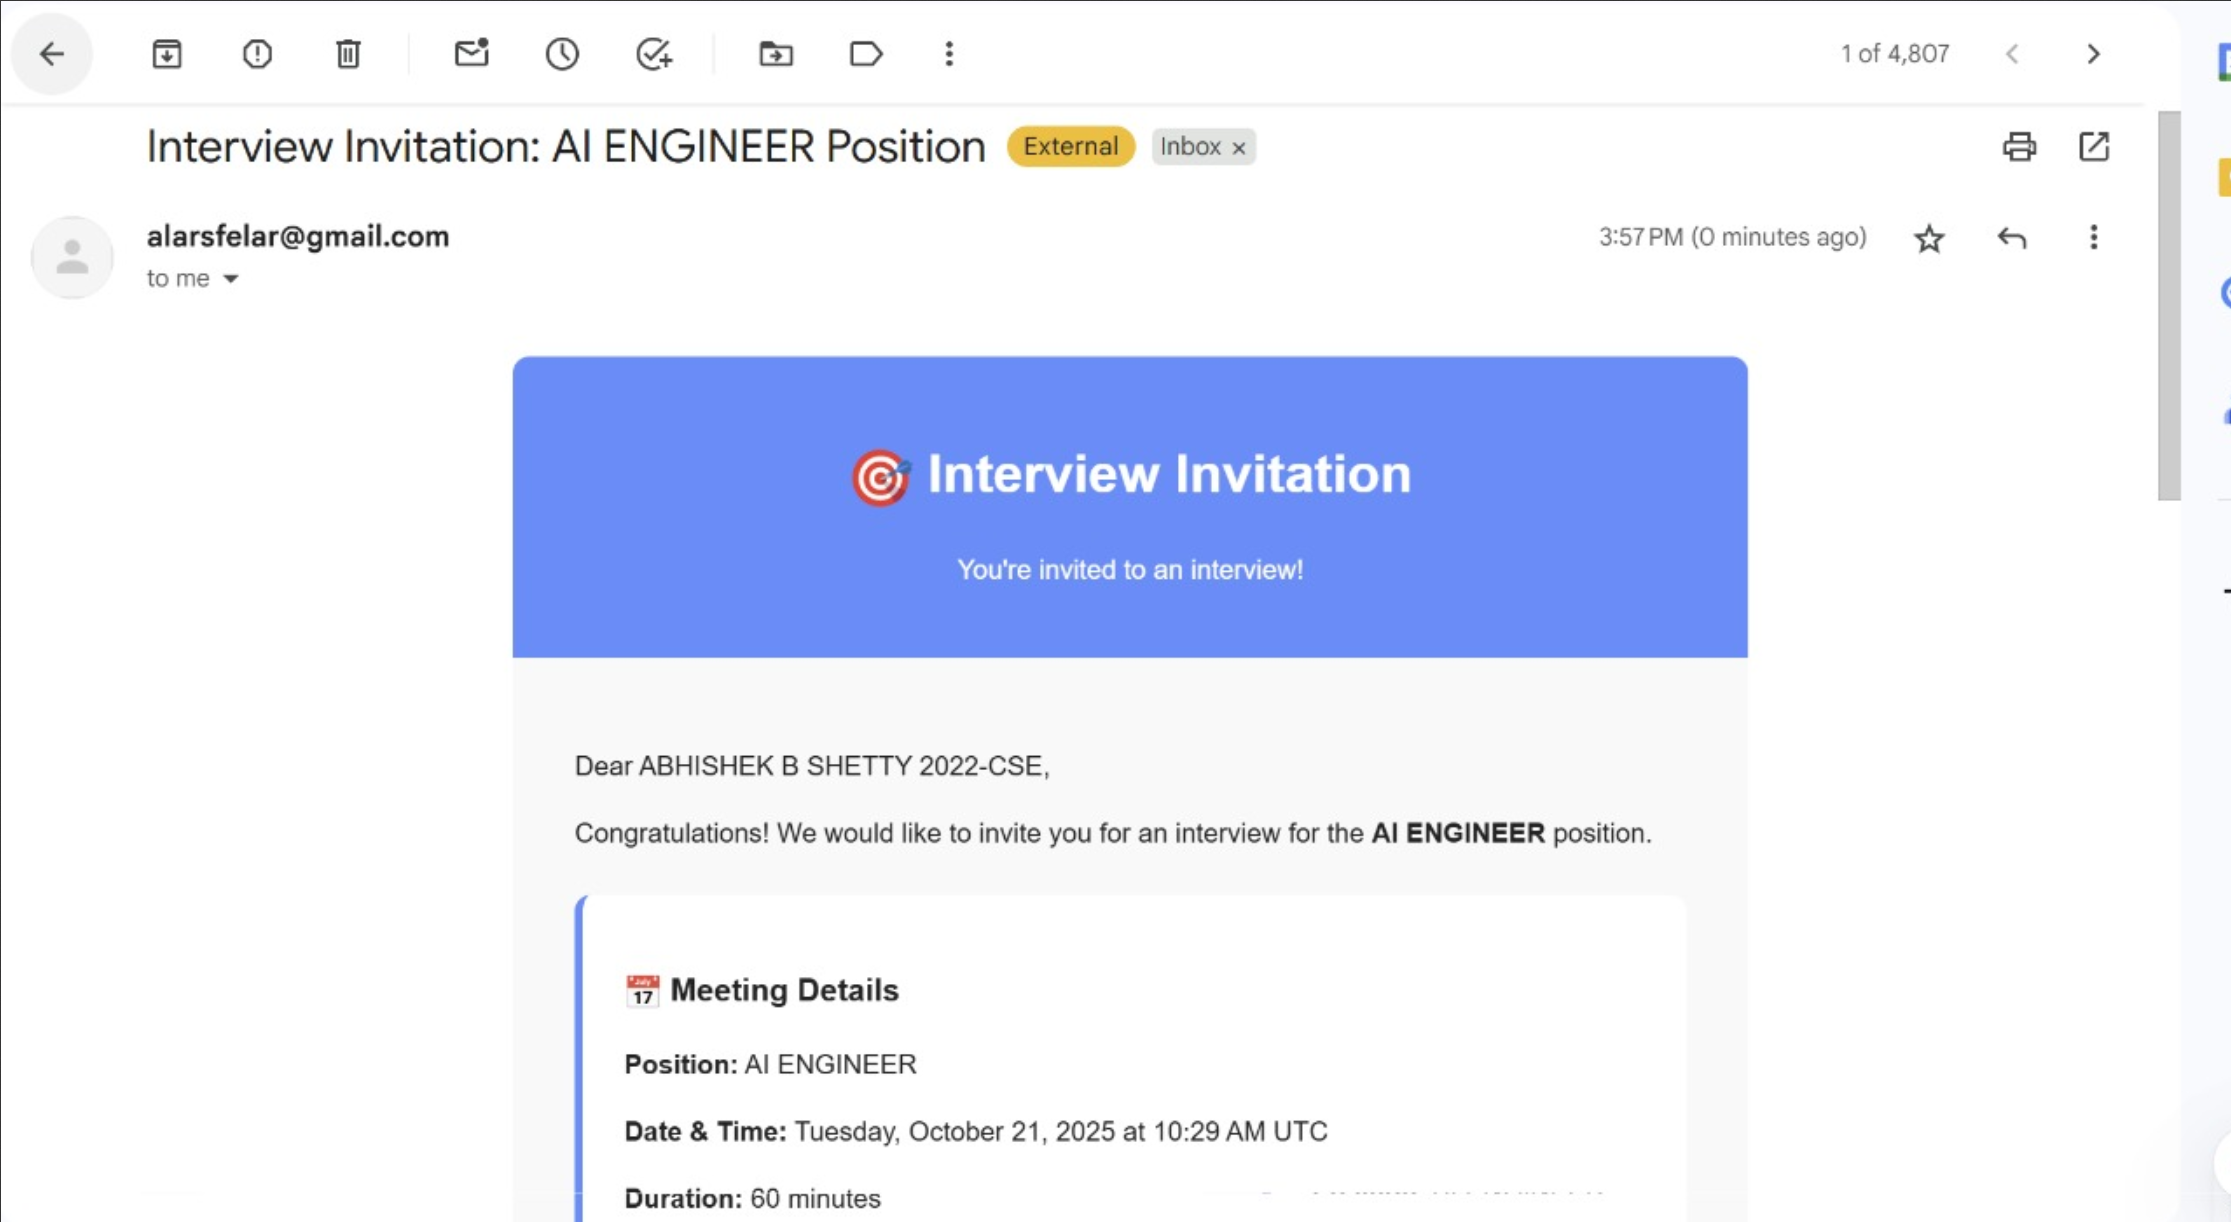 1 of 4,807
Interview Invitation: AI ENGINEER Position External Inbox ×
alarsfelar@gmail.com
3:57 PM (0 minutes ago)
to me
🎯 Interview Invitation
You're invited to an interview!
Dear ABHISHEK B SHETTY 2022-CSE,
Congratulations! We would like to invite you for an interview for the AI ENGINEER position.
📅 Meeting Details
Position: AI ENGINEER
Date & Time: Tuesday, October 21, 2025 at 10:29 AM UTC
Duration: 60 minutes